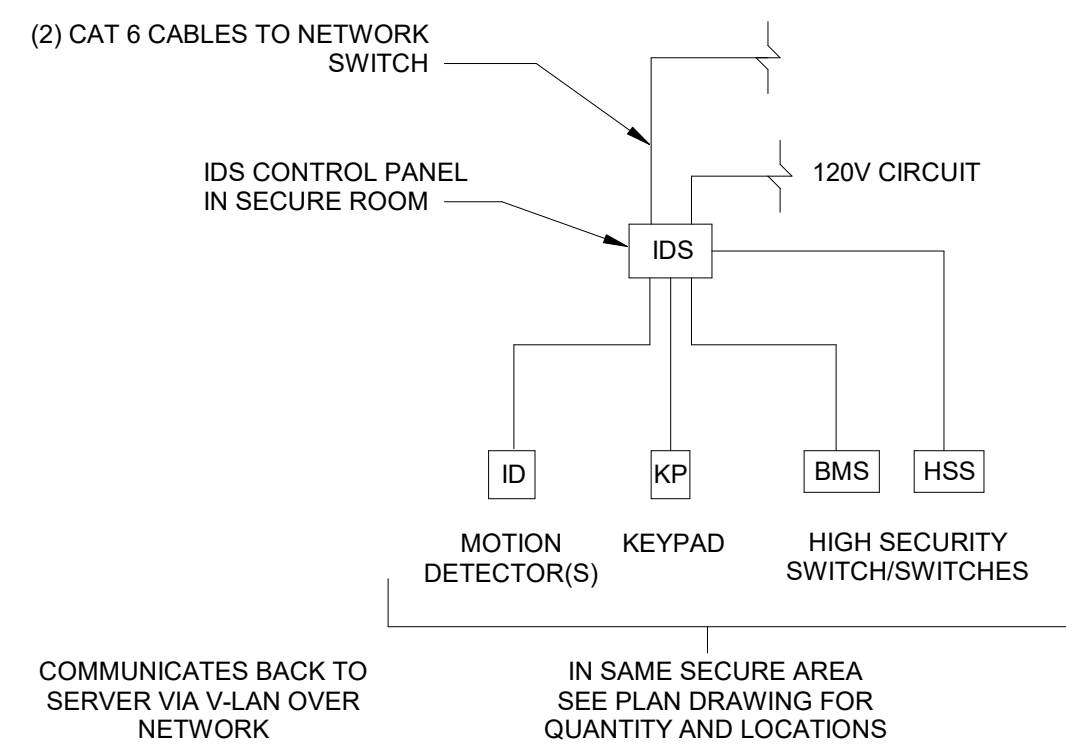 (2) CAT 6 CABLES TO NETWORK
SWITCH
IDS CONTROL PANEL
IN SECURE ROOM
120V CIRCUIT
IDS
ID
KP
BMS
HSS
MOTION
DETECTOR(S)
KEYPAD
HIGH SECURITY
SWITCH/SWITCHES
COMMUNICATES BACK TO
SERVER VIA V-LAN OVER
NETWORK
IN SAME SECURE AREA
SEE PLAN DRAWING FOR
QUANTITY AND LOCATIONS